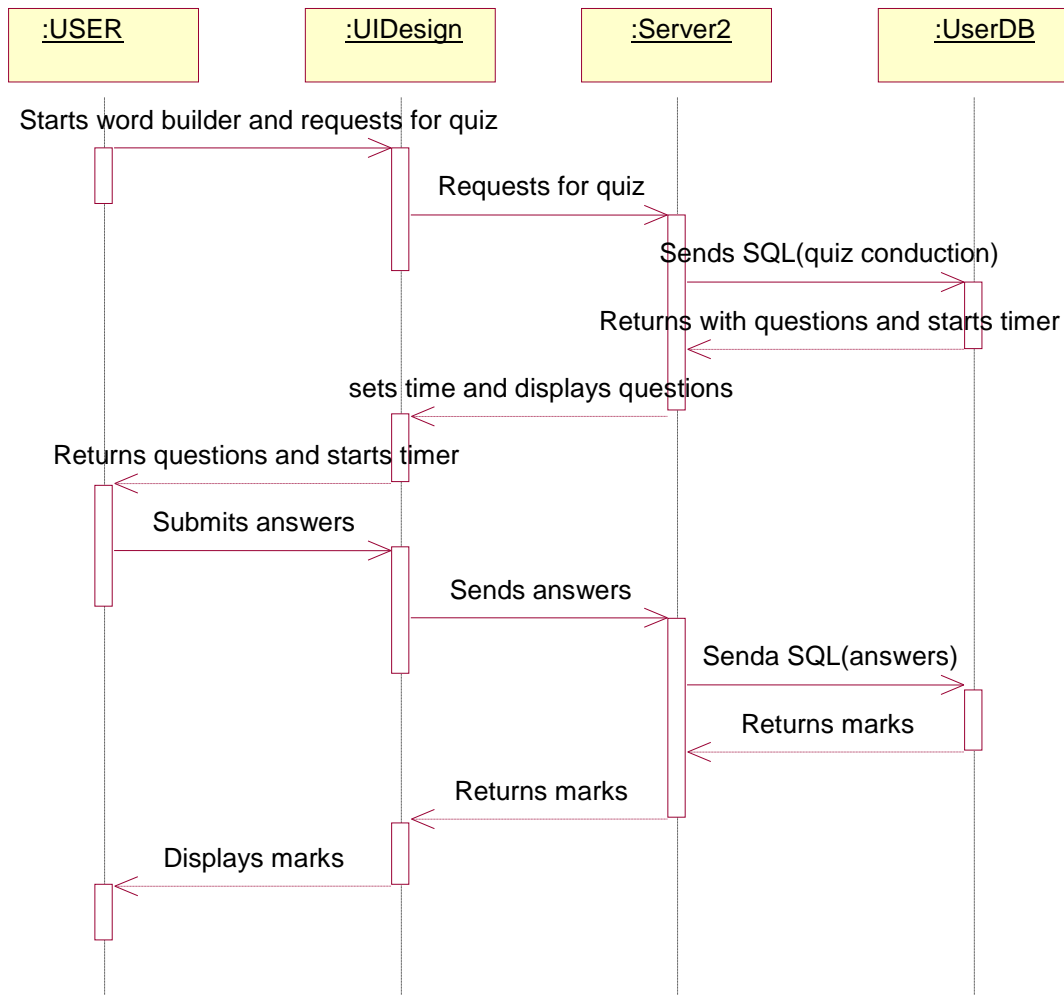 :USER
:UIDesign
:Server2
:UserDB
Starts word builder and requests for quiz
Requests for quiz
Sends SQL(quiz conduction)
Returns with questions and starts timer
sets time and displays questions
Returns questions and starts timer
Submits answers
Sends answers
Senda SQL(answers)
Returns marks
Returns marks
Displays marks